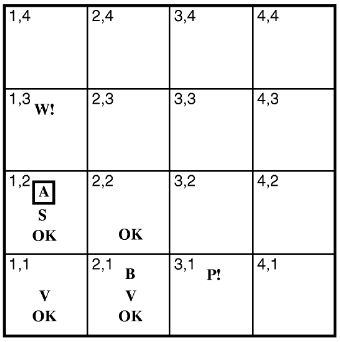 1,4 2,4 3,4 4,4
1,3 W! 2,3 3,3 4,3
1,2 A 2,2 3,2 4,2
S
OK OK
1,1 2,1 B 3,1 P! 4,1
V V
OK OK